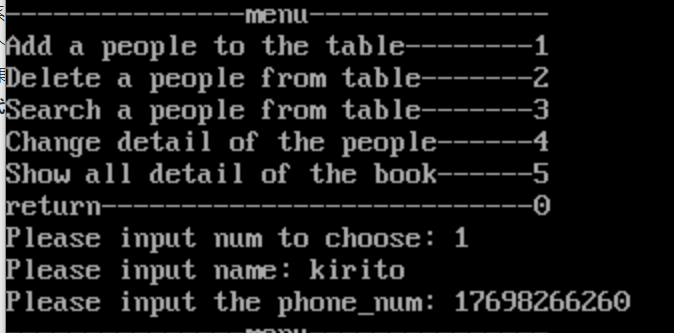 ---------------menu---------------
Add a people to the table--------1
Delete a people from table-------2
Search a people from table-------3
Change detail of the people------4
Show all detail of the book------5
return---------------------------0
Please input num to choose: 1
Please input name: kirito
Please input the phone_num: 17698266260
---------------menu---------------